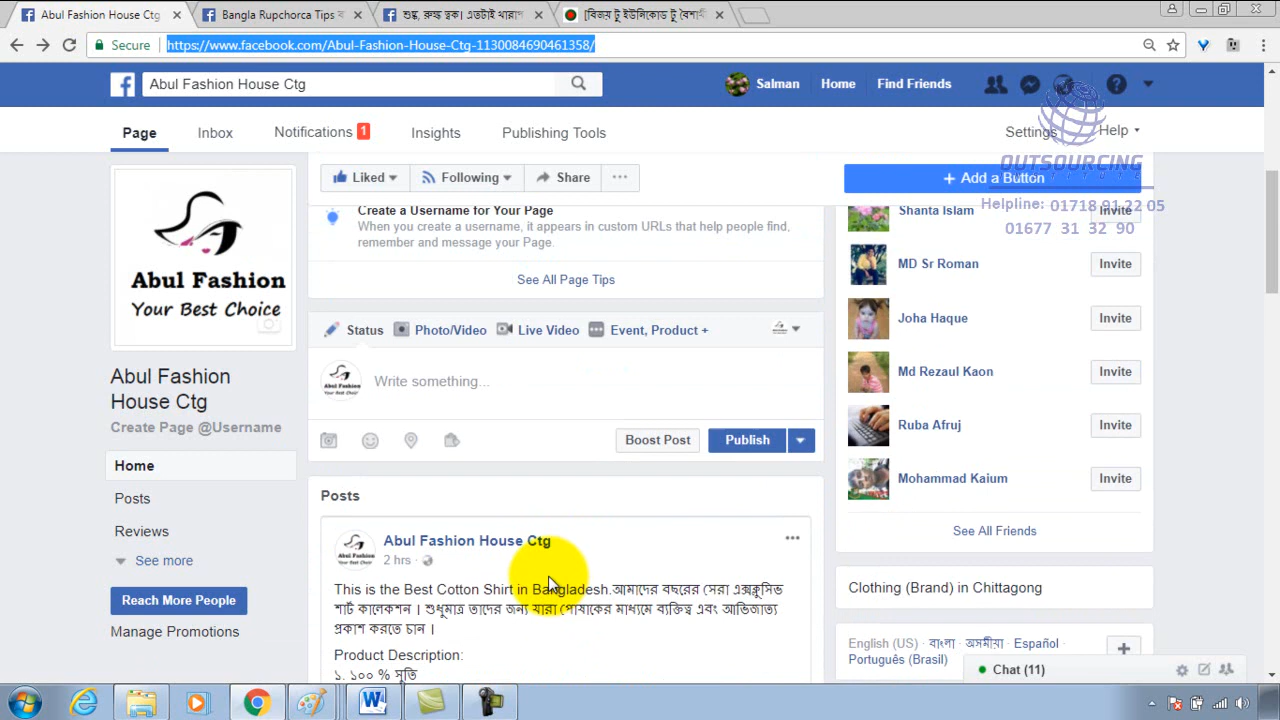 Abul Fashion House Ctg
Bangla Rupchorca Tips ব
শুষ্ক, রুক্ষ ত্বক। এতটাই খারাপ
[বিজয় টু ইউনিকোড টু বৈশাখী
Secure
https://www.facebook.com/Abul-Fashion-House-Ctg-1130084690461358/
Abul Fashion House Ctg
Salman
Home
Find Friends
Page
Inbox
Notifications 1
Insights
Publishing Tools
Settings
Help
OUTSOURCING
Helpline: 01718 91 22 05
01677 31 32 90
Liked
Following
Share
+ Add a Button
Create a Username for Your Page
When you create a username, it appears in custom URLs that help people find,
remember and message your Page.
See All Page Tips
Status
Photo/Video
Live Video
Event, Product +
Write something...
Boost Post
Publish
Abul Fashion
Your Best Choice
Abul Fashion
House Ctg
Create Page @Username
Home
Posts
Reviews
See more
Reach More People
Manage Promotions
Posts
Abul Fashion House Ctg
2 hrs
This is the Best Cotton Shirt in Bangladesh.আমাদের বছরের সেরা এক্সক্লুসিভ
শার্ট কালেকশন । শুধুমাত্র তাদের জন্য যারা পোষাকের মাধ্যমে ব্যক্তিত্ব এবং আভিজাত্য
প্রকাশ করতে চান ।
Product Description:
১. ১০০ % সুতি
Shanta Islam Invite
MD Sr Roman Invite
Joha Haque Invite
Md Rezaul Kaon Invite
Ruba Afruj Invite
Mohammad Kaium Invite
See All Friends
Clothing (Brand) in Chittagong
English (US) · বাংলা · অসমীয়া · Español ·
Português (Brasil)
Chat (11)